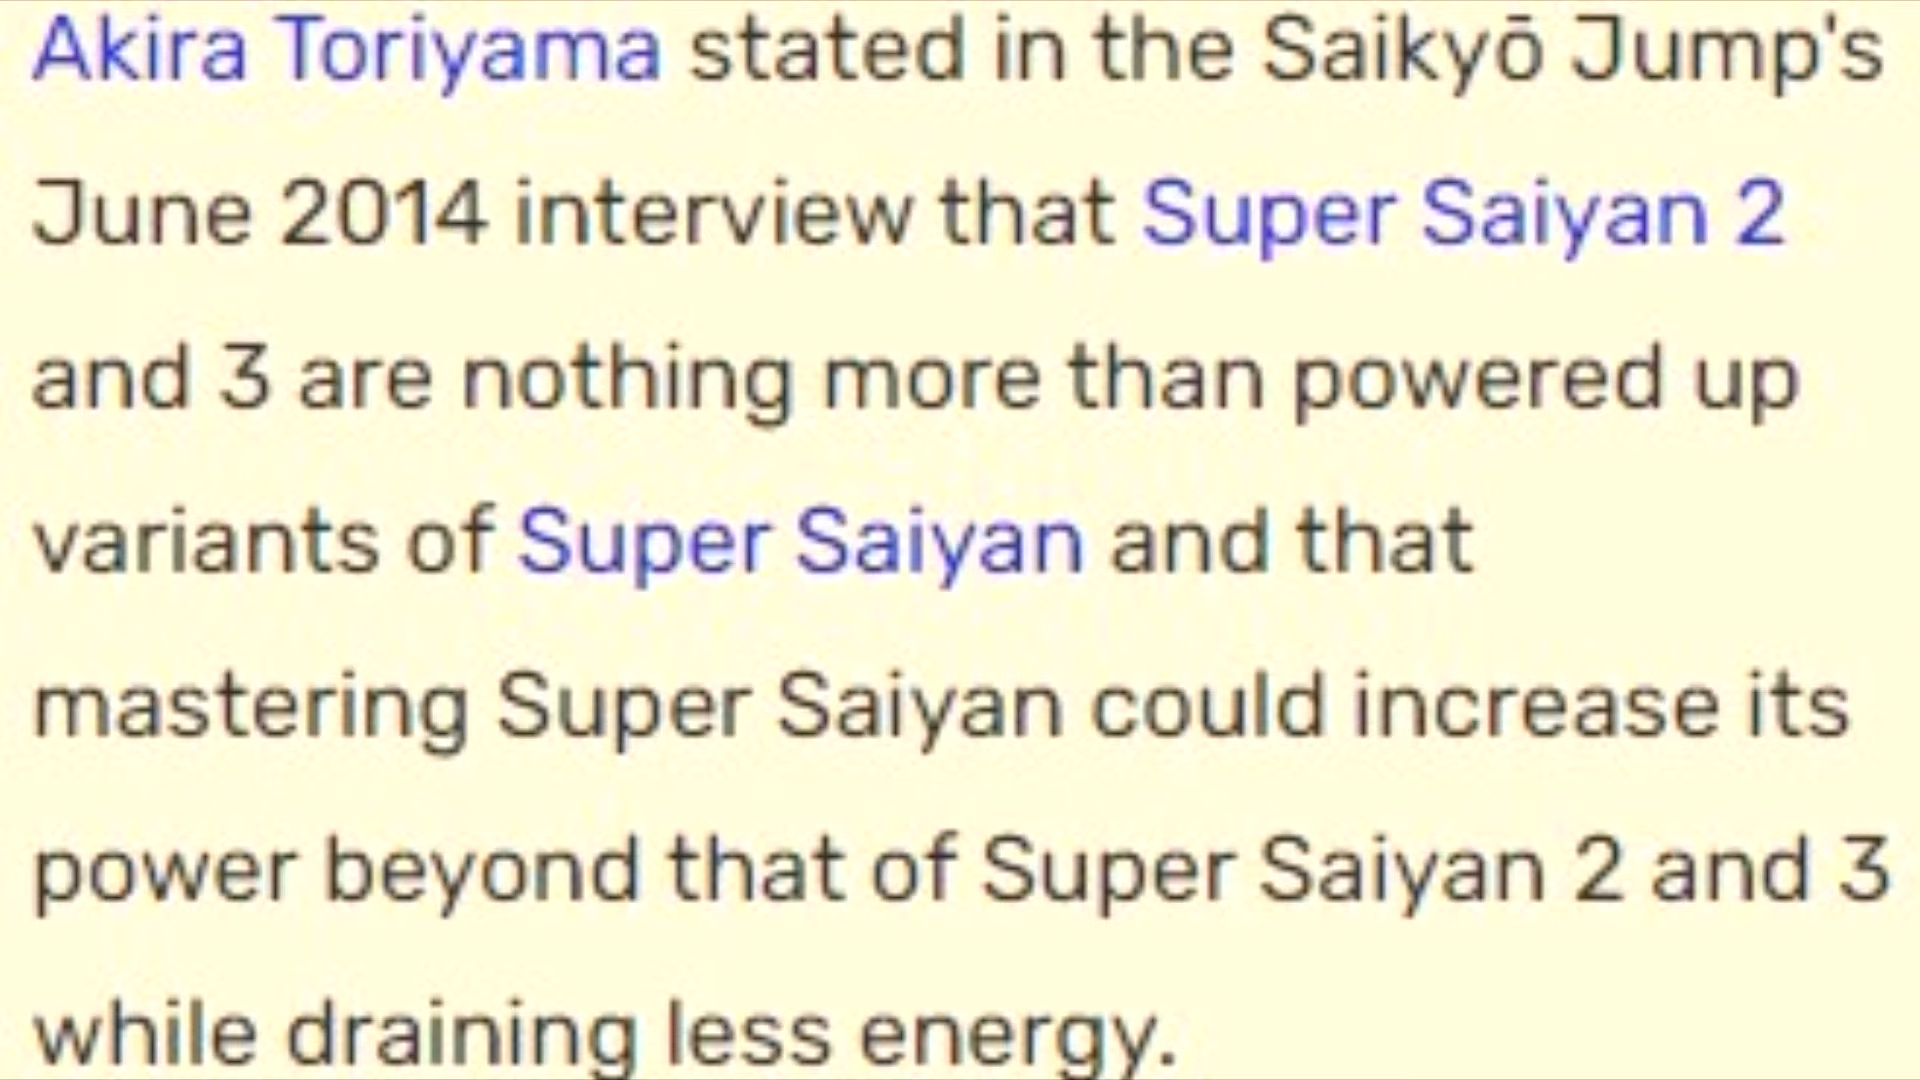 Akira Toriyama stated in the Saikyō Jump's
June 2014 interview that Super Saiyan 2
and 3 are nothing more than powered up
variants of Super Saiyan and that
mastering Super Saiyan could increase its
power beyond that of Super Saiyan 2 and 3
while draining less energy.